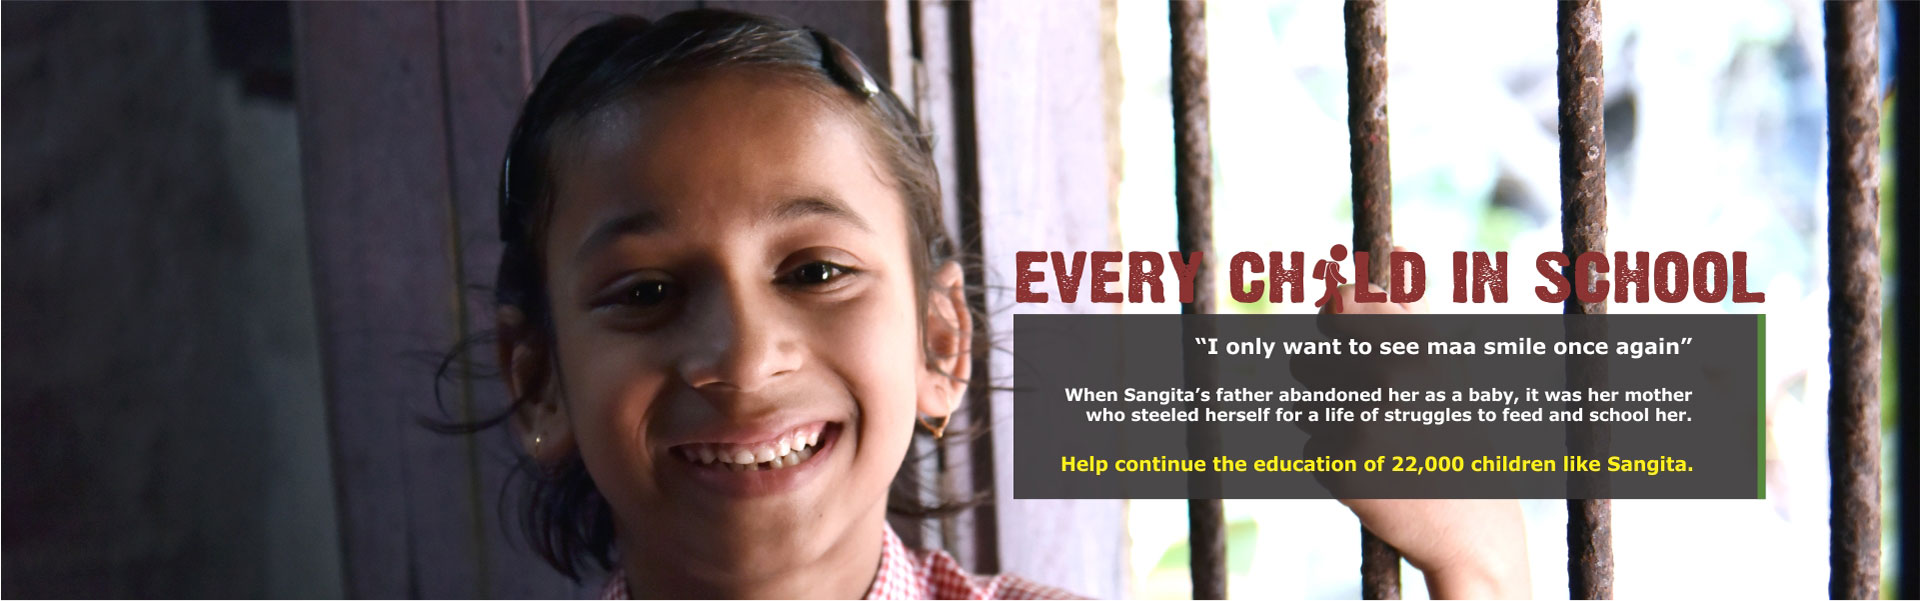 EVERY CHILD IN SCHOOL
“I only want to see maa smile once again”
When Sangita’s father abandoned her as a baby, it was her mother
who steeled herself for a life of struggles to feed and school her.
Help continue the education of 22,000 children like Sangita.